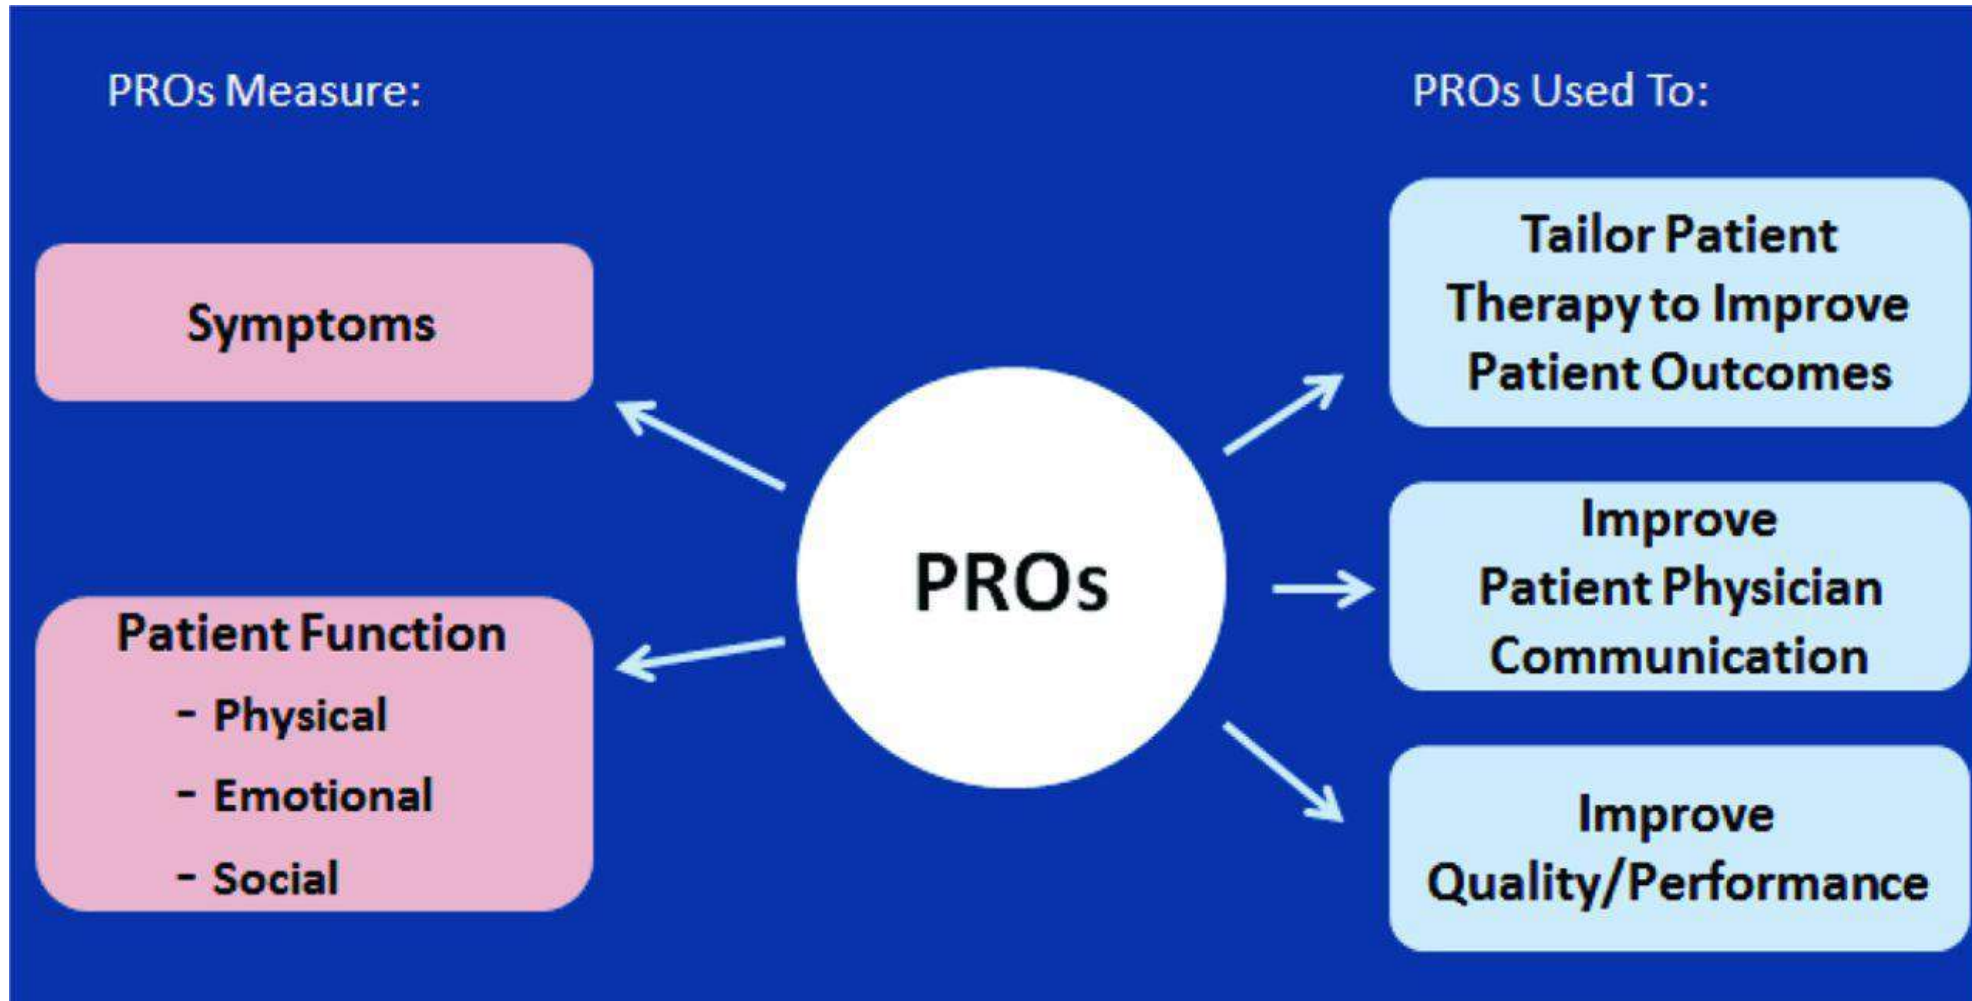 PROs Measure:
Symptoms
Patient Function
- Physical
- Emotional
- Social
PROs
PROs Used To:
Tailor Patient
Therapy to Improve
Patient Outcomes
Improve
Patient Physician
Communication
Improve
Quality/Performance